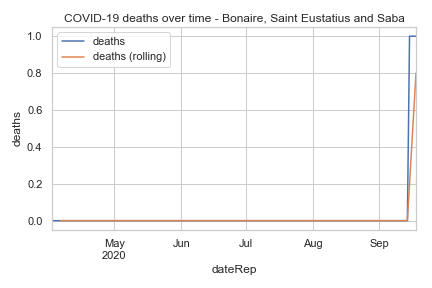 COVID-19 deaths over time - Bonaire, Saint Eustatius and Saba
deaths
deaths (rolling)
1.0
0.8
0.6
0.4
0.2
0.0
deaths
May
2020
Jun
Jul
Aug
Sep
dateRep